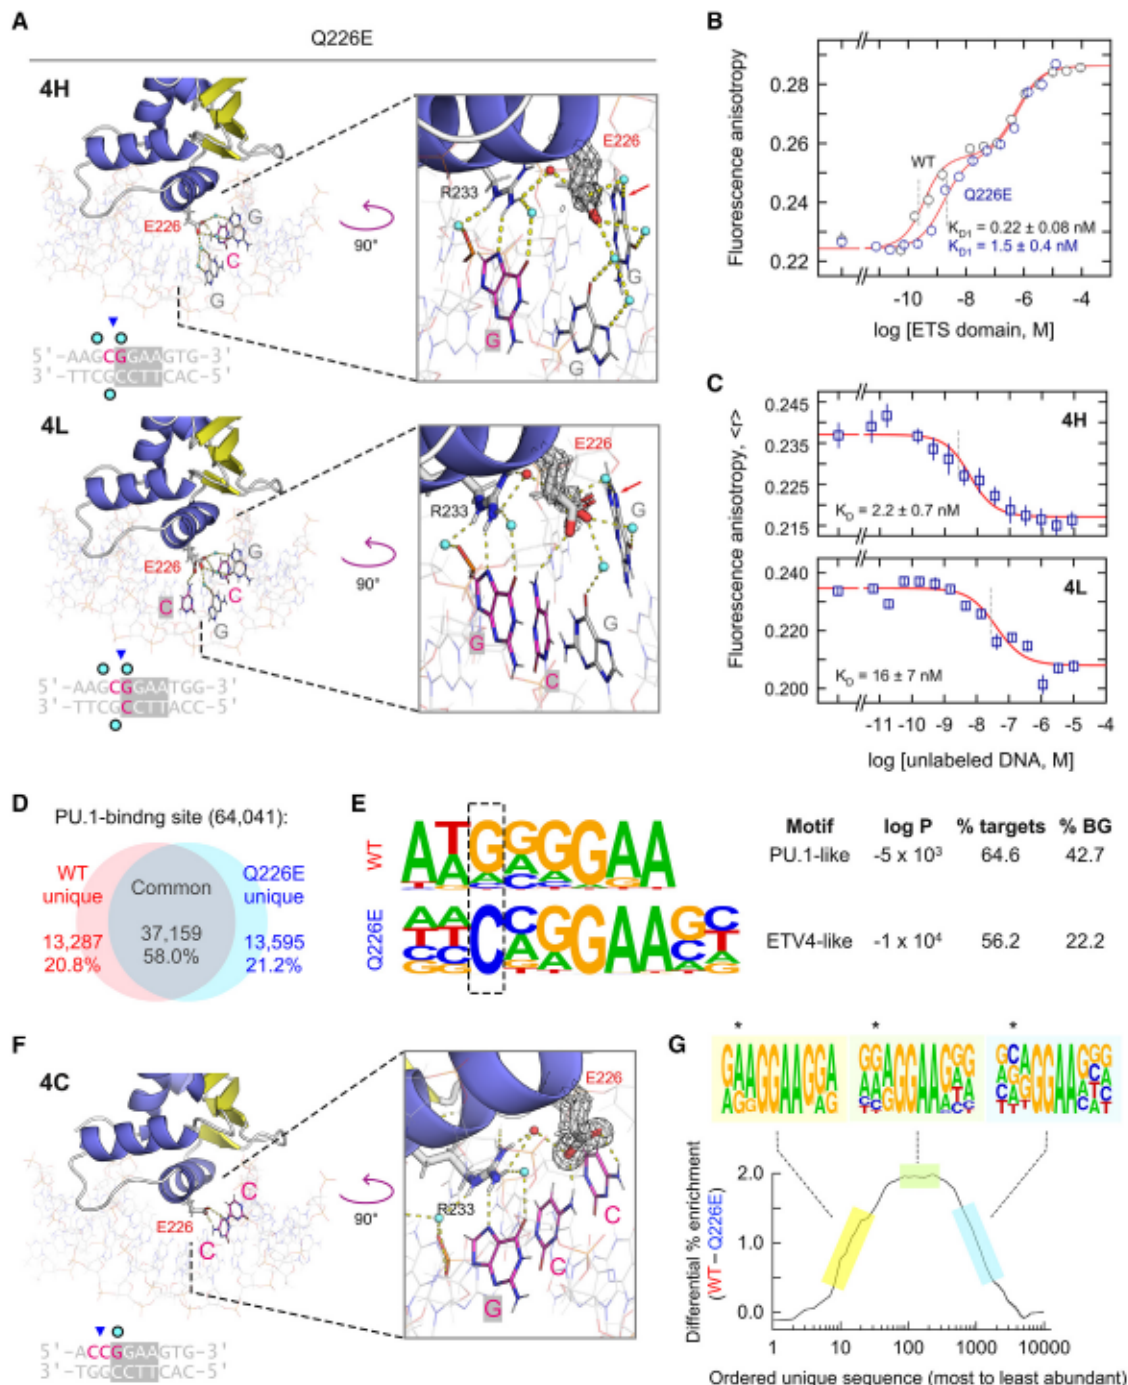 A
Q226E
4H
E226
G
C
G
90°
E226
R233
G
G
G
5'-AAGCGGAAGTG-3'
3'-TTCGCCTTCAC-5'
4L
E226
G
C
C
G
90°
E226
R233
G
G
G
C
5'-AAGCGGAATGG-3'
3'-TTCGCCTTACC-5'
B
Fluorescence anisotropy
0.28
0.26
0.24
0.22
WT
Q226E
KD1 = 0.22 ± 0.08 nM
KD1 = 1.5 ± 0.4 nM
-10 -8 -6 -4
log [ETS domain, M]
C
Fluorescence anisotropy, <r>
0.245
0.235
0.225
0.215
4H
KD = 2.2 ± 0.7 nM
0.240
0.220
0.200
4L
KD = 16 ± 7 nM
-11 -10 -9 -8 -7 -6 -5 -4
log [unlabeled DNA, M]
D
PU.1-bindng site (64,041):
WT unique
13,287
20.8%
Common
37,159
58.0%
Q226E unique
13,595
21.2%
E
WT
Q226E
Motif log P % targets % BG
PU.1-like -5 x 10³ 64.6 42.7
ETV4-like -1 x 10⁴ 56.2 22.2
F
4C
C
E226
C
90°
E226
R233
C
C
G
5'-ACCGGAAGTG-3'
3'-TGGCCTTCAC-5'
G
* * *
Differential % enrichment
(WT−Q226E)
2.0
1.0
0.0
1 10 100 1000 10000
Ordered unique sequence (most to least abundant)